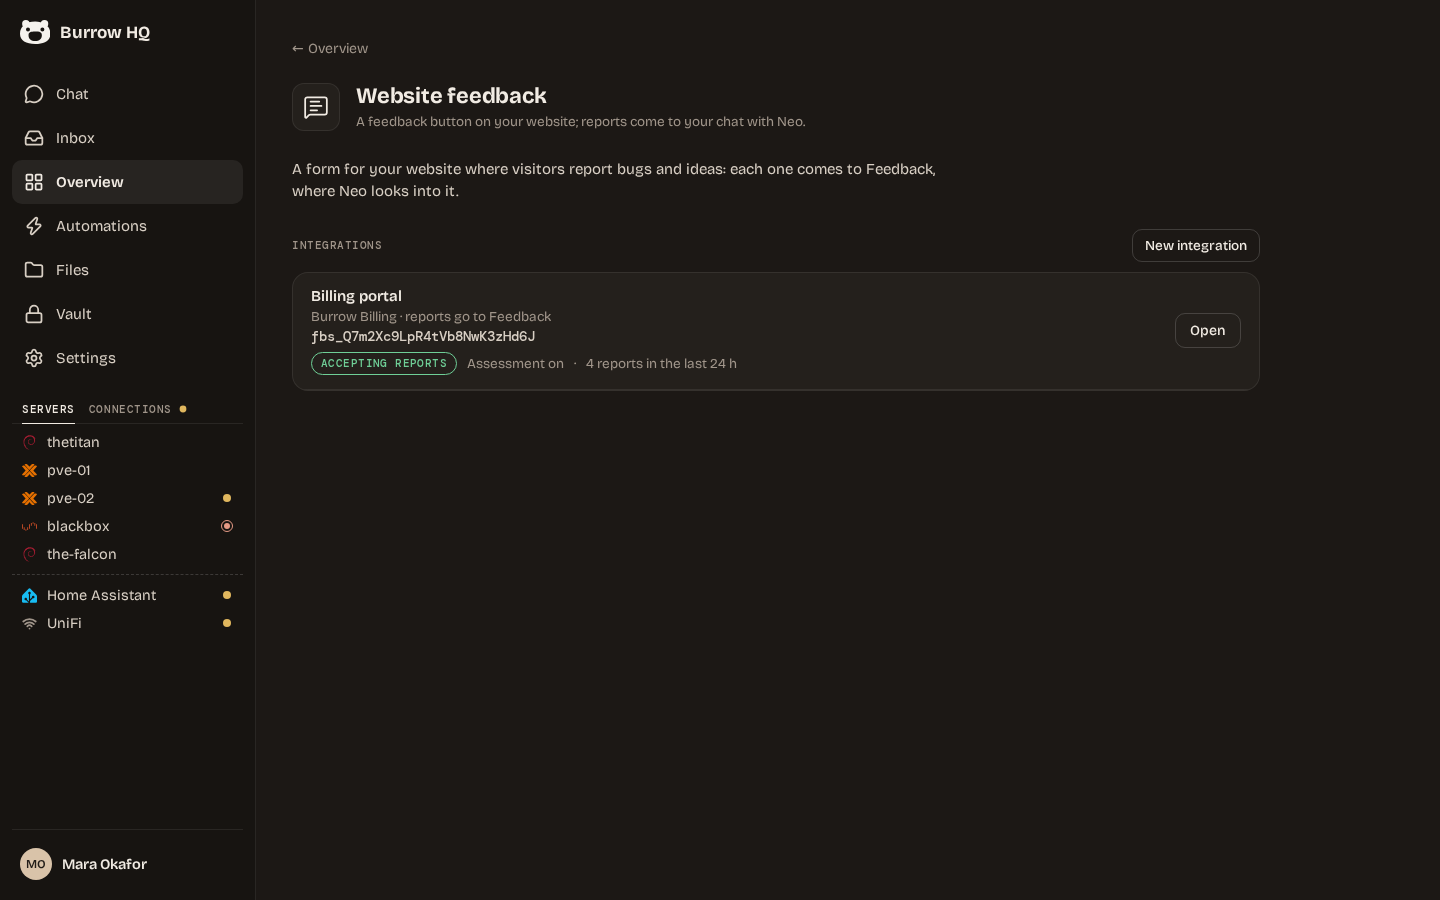 Burrow HQ
Chat
Inbox
Overview
Automations
Files
Vault
Settings
SERVERS CONNECTIONS
thetitan
pve-01
pve-02
blackbox
the-falcon
Home Assistant
UniFi
MO Mara Okafor
← Overview
Website feedback
A feedback button on your website; reports come to your chat with Neo.
A form for your website where visitors report bugs and ideas: each one comes to Feedback,
where Neo looks into it.
INTEGRATIONS
New integration
Billing portal
Burrow Billing · reports go to Feedback
fbs_Q7m2Xc9LpR4tVb8NwK3zHd6J
ACCEPTING REPORTS Assessment on · 4 reports in the last 24 h
Open